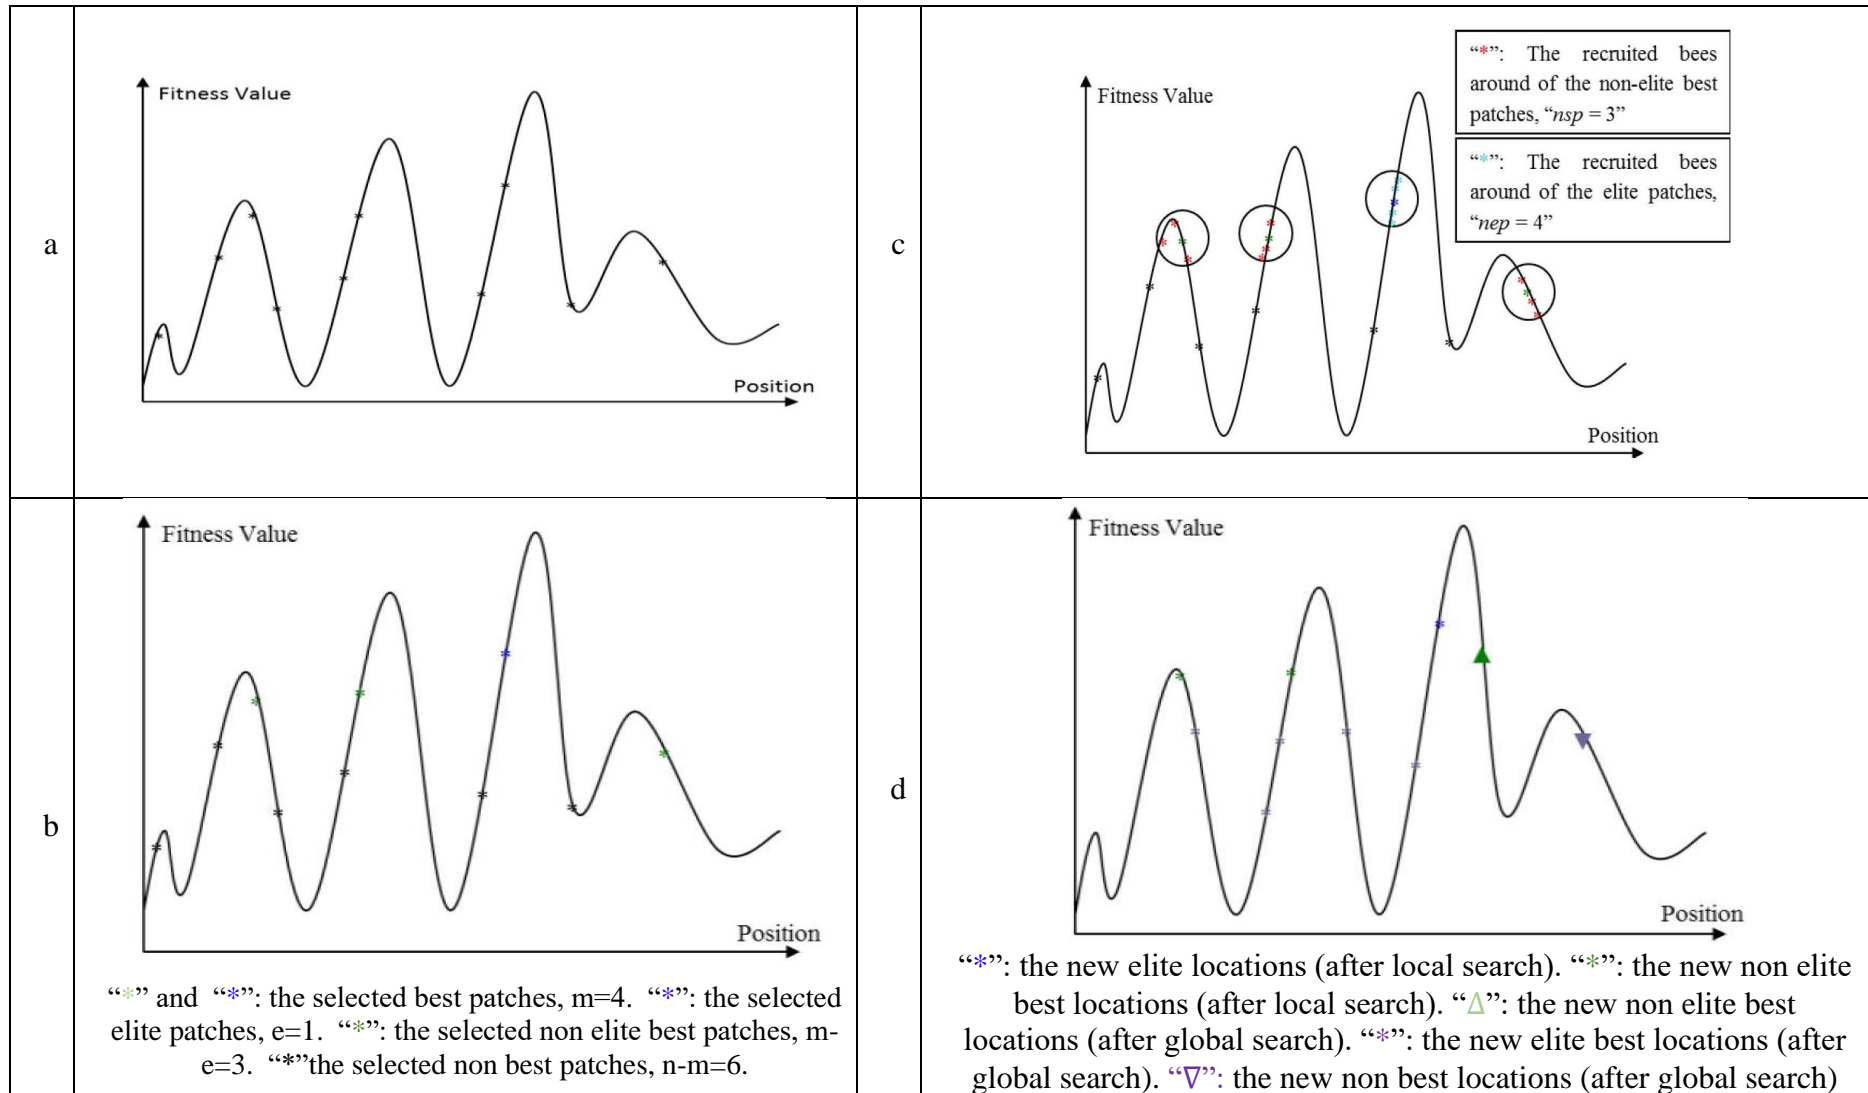 a
Fitness Value
Position
c
Fitness Value
Position
“*”: The recruited bees
around of the non-elite best
patches, “nsp = 3”
“*”: The recruited bees
around of the elite patches,
“nep = 4”
b
Fitness Value
Position
“*” and “*”: the selected best patches, m=4. “*”: the selected
elite patches, e=1. “*”: the selected non elite best patches, m-
e=3. “*”the selected non best patches, n-m=6.
d
Fitness Value
Position
“*”: the new elite locations (after local search). “*”: the new non elite
best locations (after local search). “Δ”: the new non elite best
locations (after global search). “*”: the new elite best locations (after
global search). “∇”: the new non best locations (after global search)